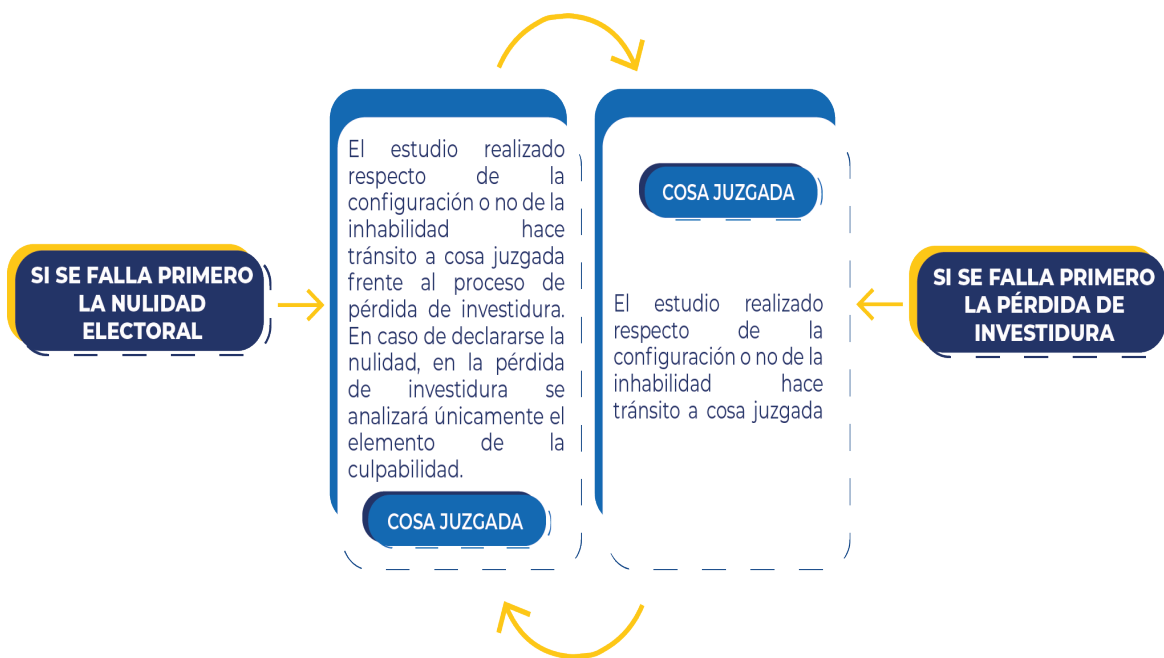 SI SE FALLA PRIMERO
LA NULIDAD
ELECTORAL
El estudio realizado
respecto de la
configuración o no de la
inhabilidad hace
tránsito a cosa juzgada
frente al proceso de
pérdida de investidura.
En caso de declararse la
nulidad, en la pérdida
de investidura se
analizará únicamente el
elemento de la
culpabilidad.
COSA JUZGADA
COSA JUZGADA
El estudio realizado
respecto de la
configuración o no de la
inhabilidad hace
tránsito a cosa juzgada
SI SE FALLA PRIMERO
LA PÉRDIDA DE
INVESTIDURA